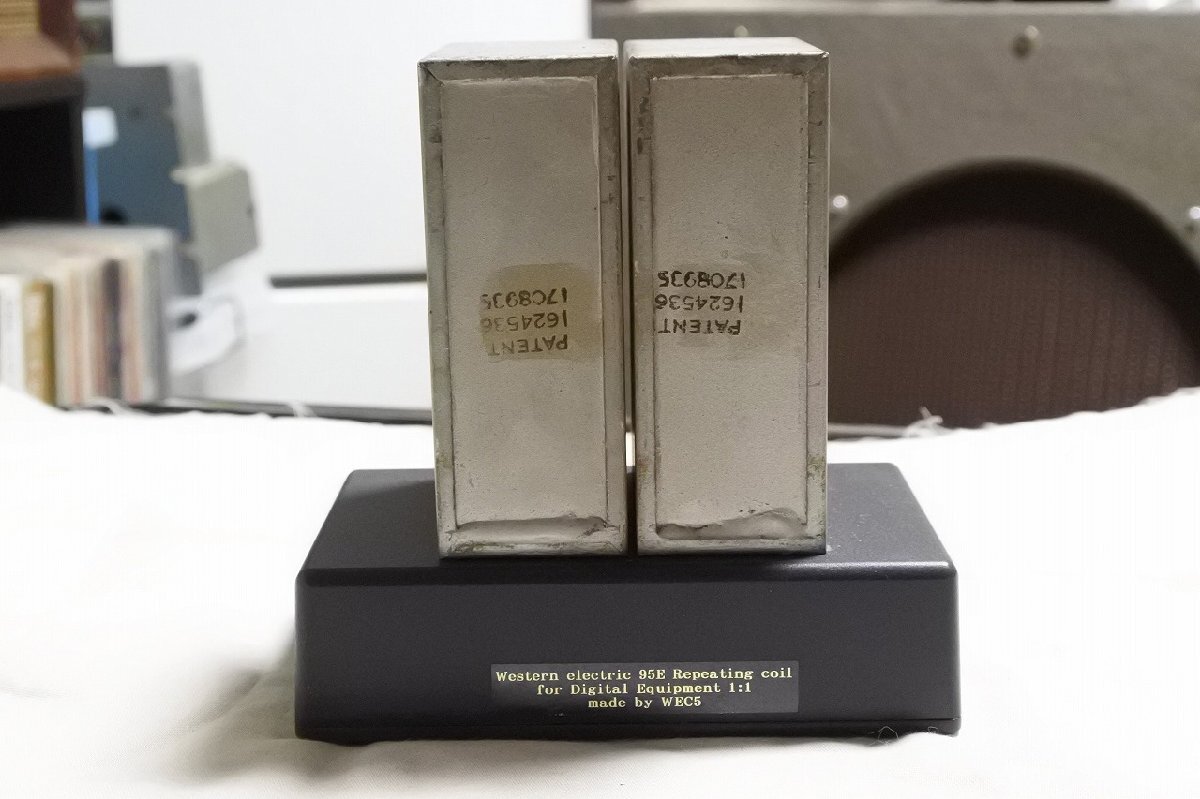 PATENT
1624536
1708935
PATENT
1624536
1708935
Western electric 95E Repeating coil
for Digital Equipment 1:1
made by WEC5